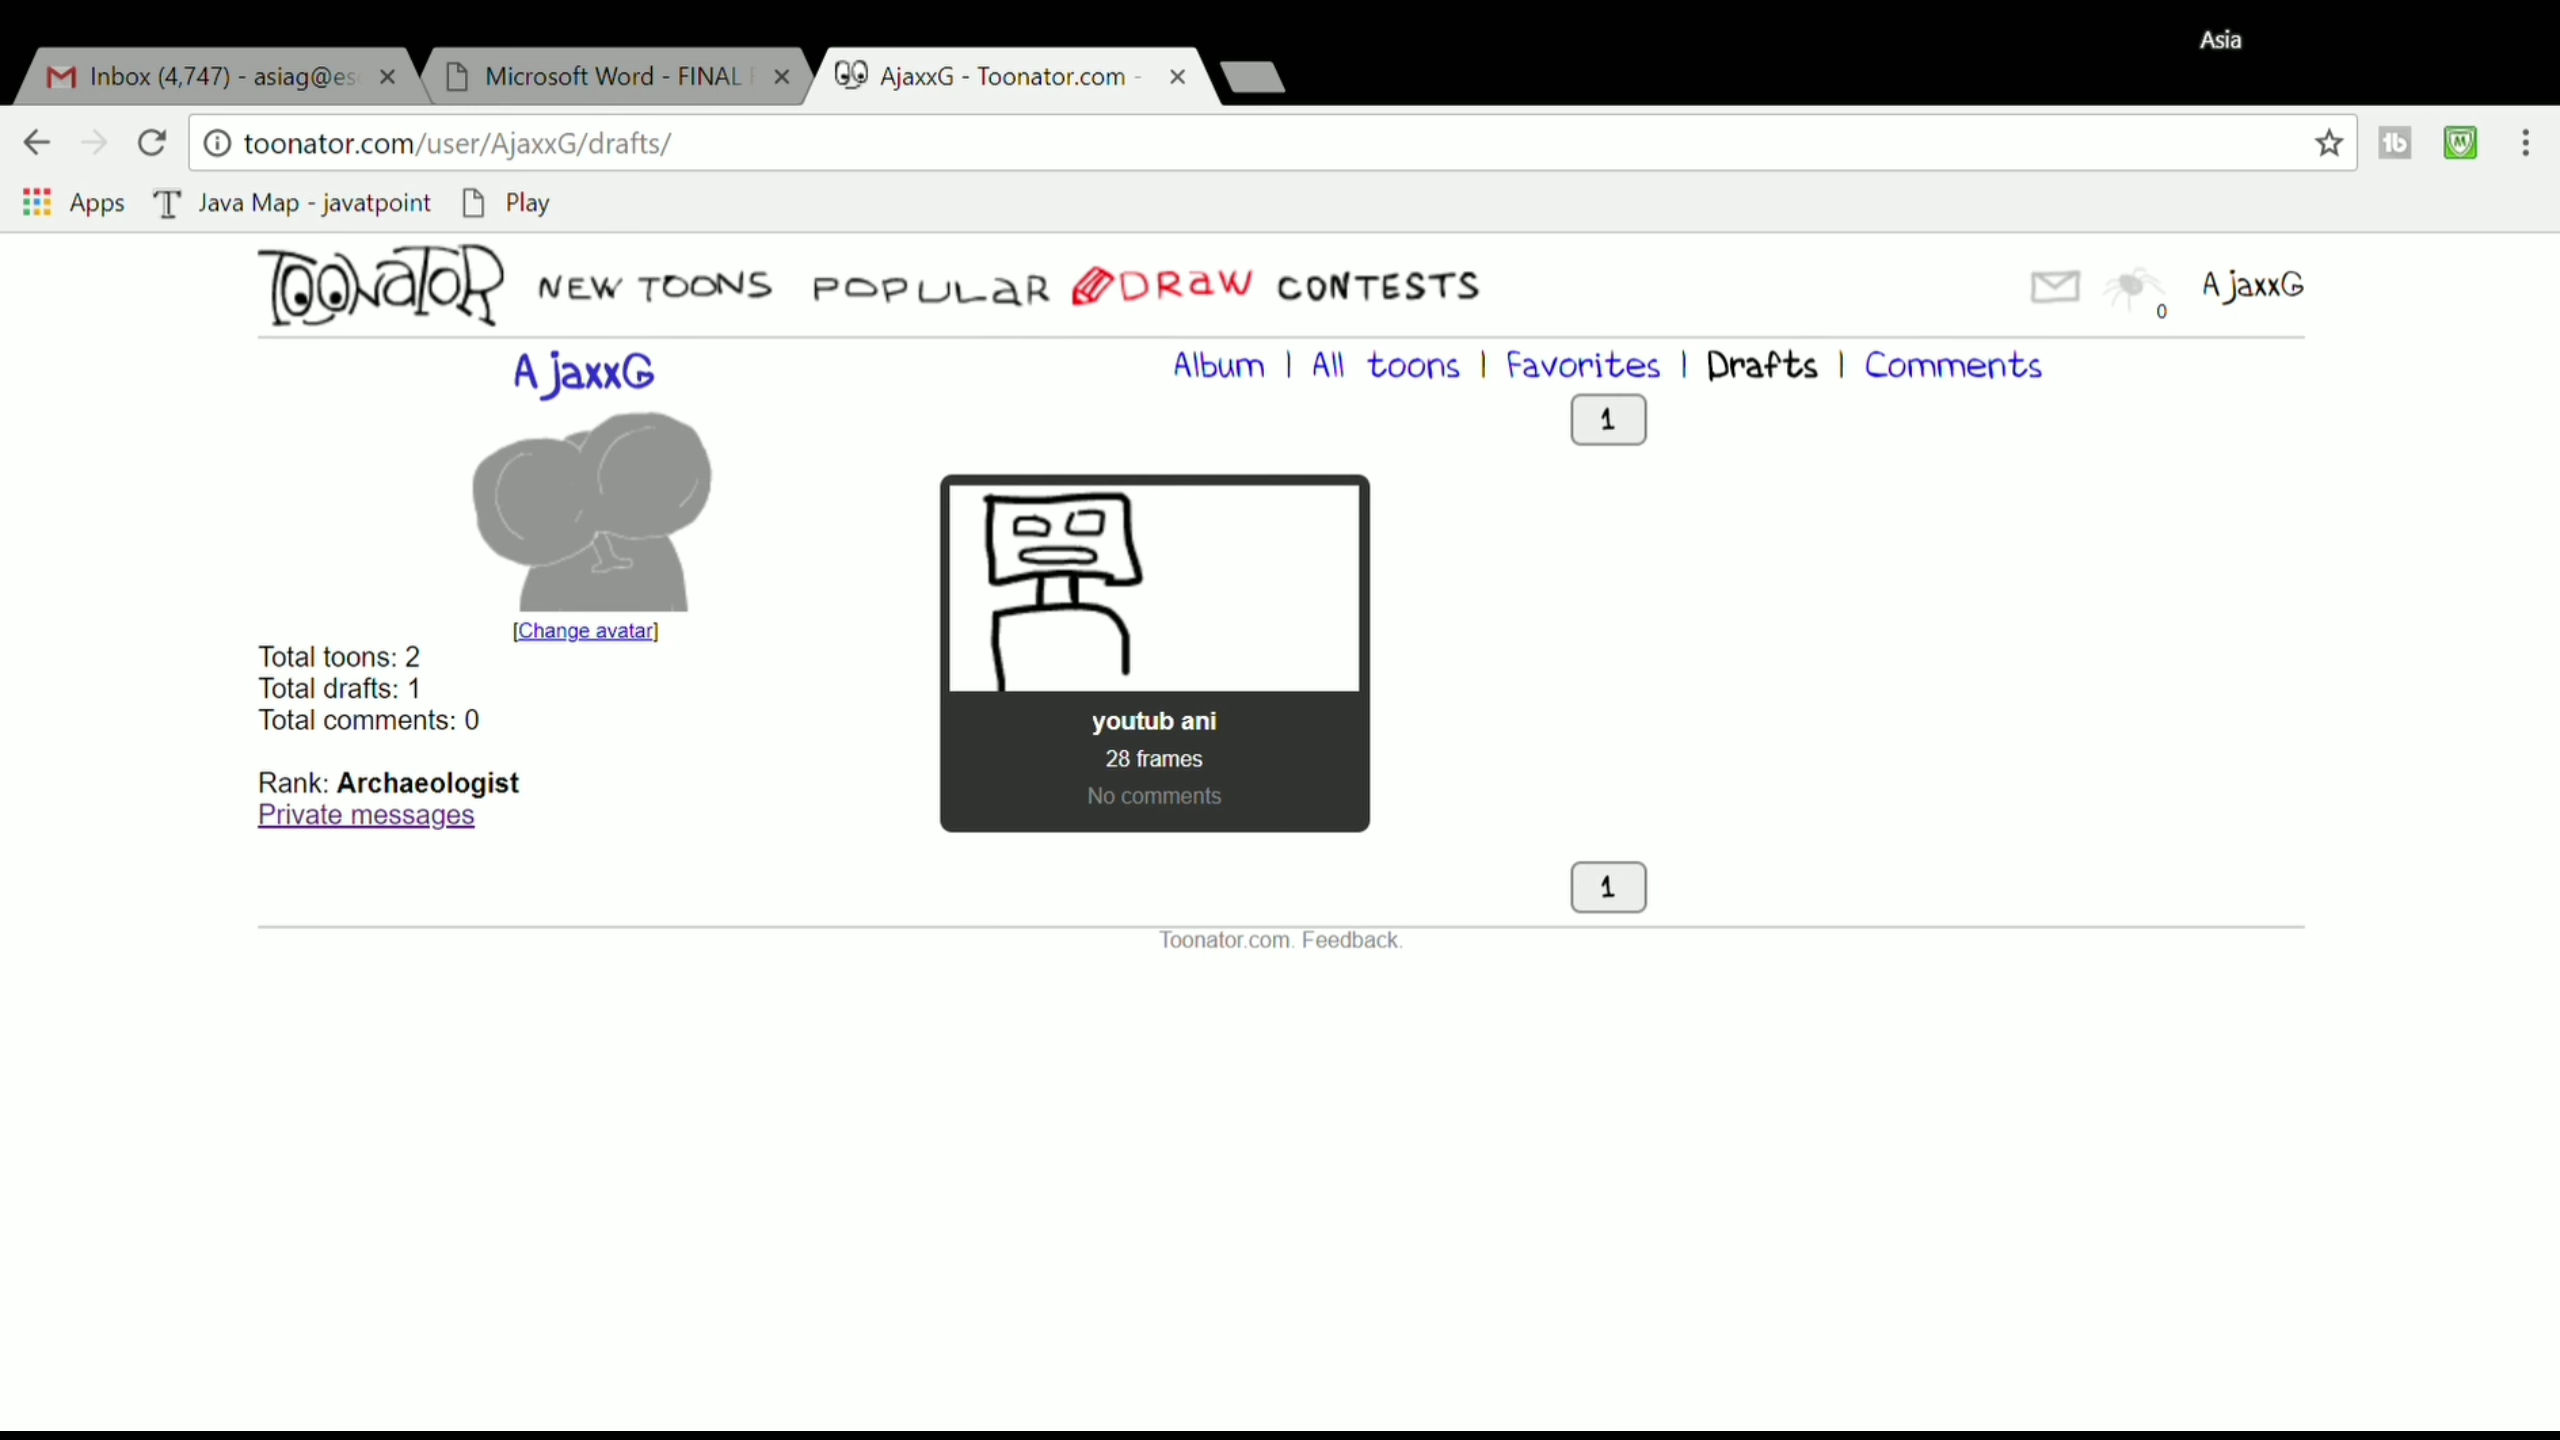 Asia
Inbox (4,747) - asiag@es
Microsoft Word - FINAL
AjaxxG - Toonator.com -
toonator.com/user/AjaxxG/drafts/
Apps
Java Map - javatpoint
Play
TOONATOR
NEW TOONS
POPULAR
DRAW
CONTESTS
0
AjaxxG
AjaxxG
Album | All toons | Favorites | Drafts | Comments
1
[Change avatar]
Total toons: 2
Total drafts: 1
Total comments: 0
Rank: Archaeologist
Private messages
youtub ani
28 frames
No comments
1
Toonator.com. Feedback.